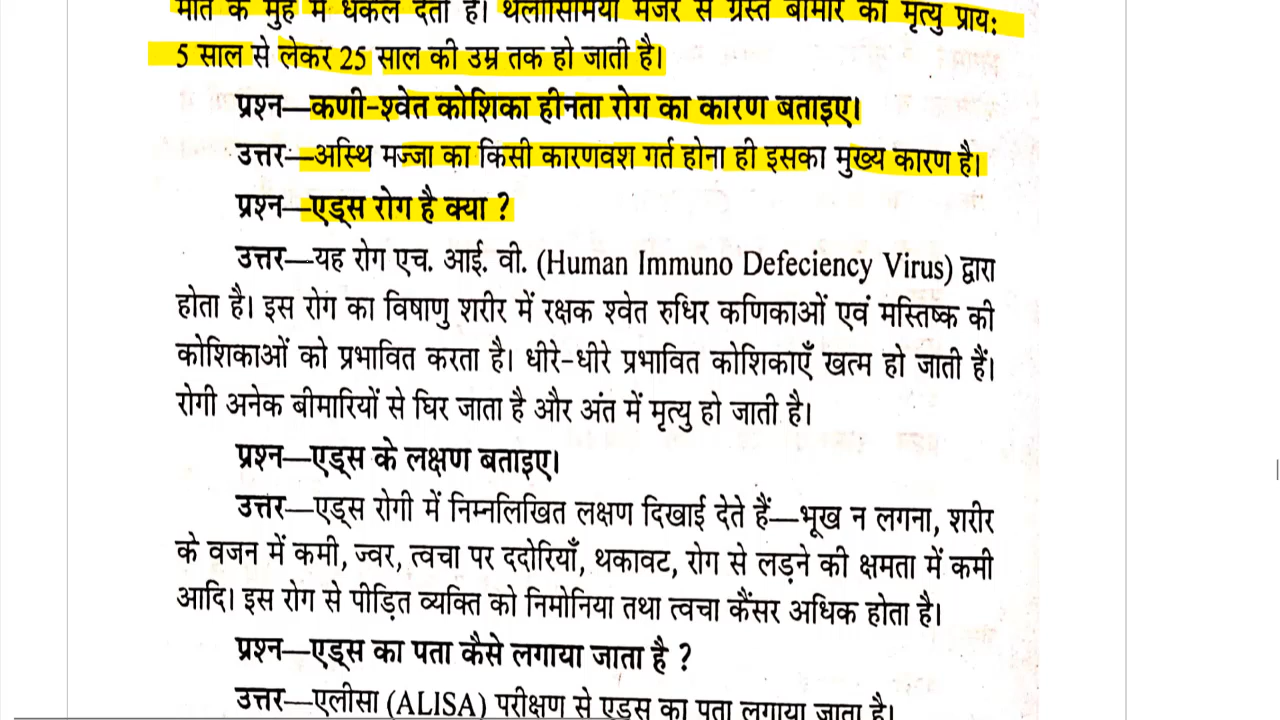 मौत के मुँह में धकेल देता है। थैलीसिमिया मेजर से ग्रस्त बीमार की मृत्यु प्राय:
5 साल से लेकर 25 साल की उम्र तक हो जाती है।
प्रश्न—कणी-श्वेत कोशिका हीनता रोग का कारण बताइए।
उत्तर—अस्थि मज्जा का किसी कारणवश गर्त होना ही इसका मुख्य कारण है।
प्रश्न—एड्स रोग है क्या ?
उत्तर—यह रोग एच. आई. वी. (Human Immuno Defeciency Virus) द्वारा
होता है। इस रोग का विषाणु शरीर में रक्षक श्वेत रुधिर कणिकाओं एवं मस्तिष्क की
कोशिकाओं को प्रभावित करता है। धीरे-धीरे प्रभावित कोशिकाएँ खत्म हो जाती हैं।
रोगी अनेक बीमारियों से घिर जाता है और अंत में मृत्यु हो जाती है।
प्रश्न—एड्स के लक्षण बताइए।
उत्तर—एड्स रोगी में निम्नलिखित लक्षण दिखाई देते हैं—भूख न लगना, शरीर
के वजन में कमी, ज्वर, त्वचा पर ददोरियाँ, थकावट, रोग से लड़ने की क्षमता में कमी
आदि। इस रोग से पीड़ित व्यक्ति को निमोनिया तथा त्वचा कैंसर अधिक होता है।
प्रश्न—एड्स का पता कैसे लगाया जाता है ?
उत्तर—एलीसा (ALISA) परीक्षण से एड्स का पता लगाया जाता है।